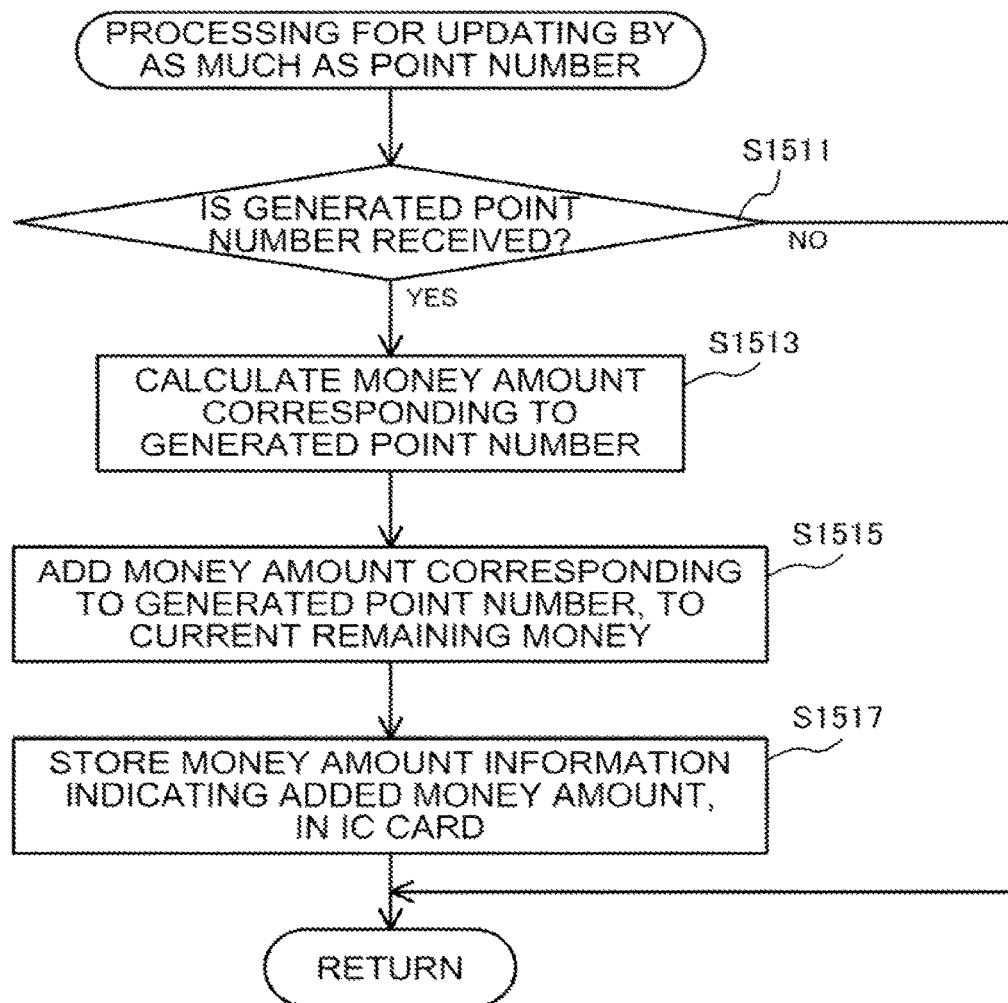 PROCESSING FOR UPDATING BY
AS MUCH AS POINT NUMBER
S1511
IS GENERATED POINT
NUMBER RECEIVED?
NO
YES
S1513
CALCULATE MONEY AMOUNT
CORRESPONDING TO
GENERATED POINT NUMBER
S1515
ADD MONEY AMOUNT CORRESPONDING
TO GENERATED POINT NUMBER, TO
CURRENT REMAINING MONEY
S1517
STORE MONEY AMOUNT INFORMATION
INDICATING ADDED MONEY AMOUNT,
IN IC CARD
RETURN